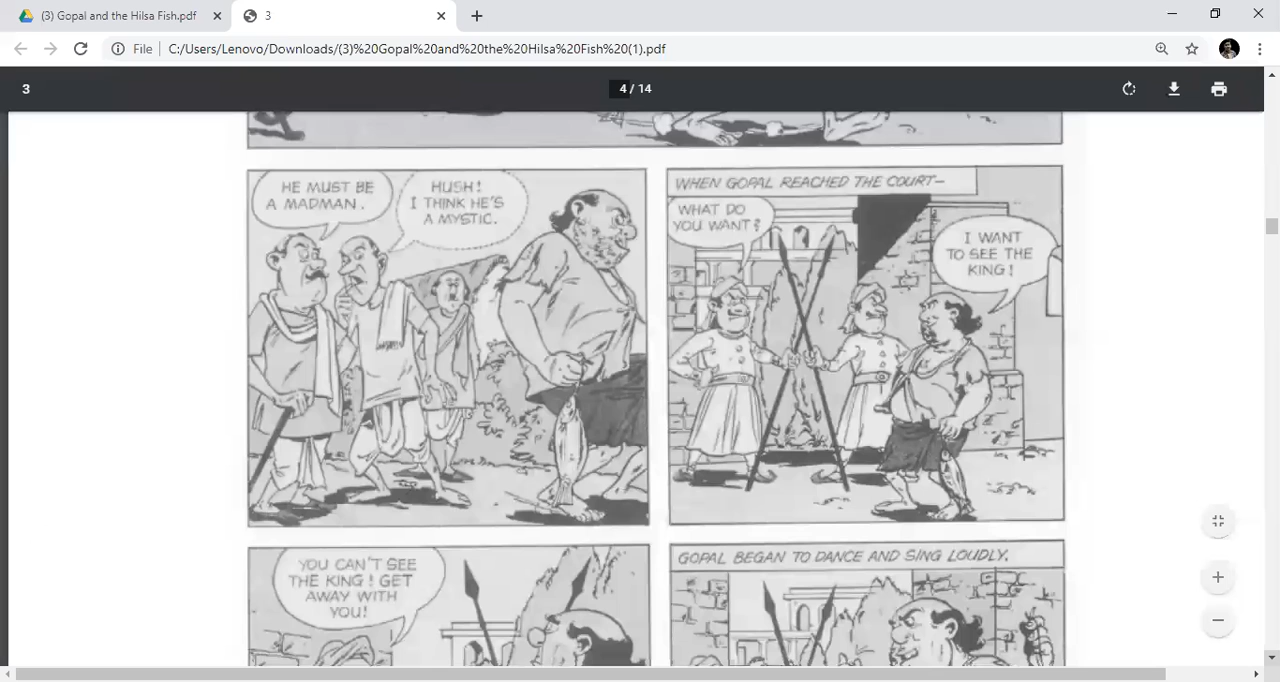 (3) Gopal and the Hilsa Fish.pdf
3
File
C:/Users/Lenovo/Downloads/(3)%20Gopal%20and%20the%20Hilsa%20Fish%20(1).pdf
3
4 / 14
HE MUST BE
A MADMAN.
HUSH!
I THINK HE'S
A MYSTIC.
WHEN GOPAL REACHED THE COURT—
WHAT DO
YOU WANT?
I WANT
TO SEE THE
KING!
YOU CAN'T SEE
THE KING! GET
AWAY WITH
YOU!
GOPAL BEGAN TO DANCE AND SING LOUDLY.